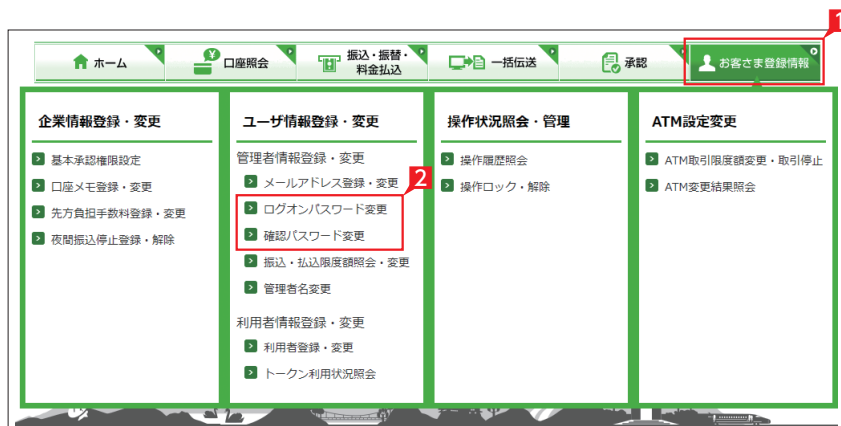 1
ホーム
口座照会
振込・振替・
料金払込
一括伝送
承認
お客さま登録情報
企業情報登録・変更
基本承認権限設定
口座メモ登録・変更
先方負担手数料登録・変更
夜間振込停止登録・解除
ユーザ情報登録・変更
管理者情報登録・変更
メールアドレス登録・変更
2
ログオンパスワード変更
確認パスワード変更
振込・払込限度額照会・変更
管理者名変更
利用者情報登録・変更
利用者登録・変更
トークン利用状況照会
操作状況照会・管理
操作履歴照会
操作ロック・解除
ATM設定変更
ATM取引限度額変更・取引停止
ATM変更結果照会